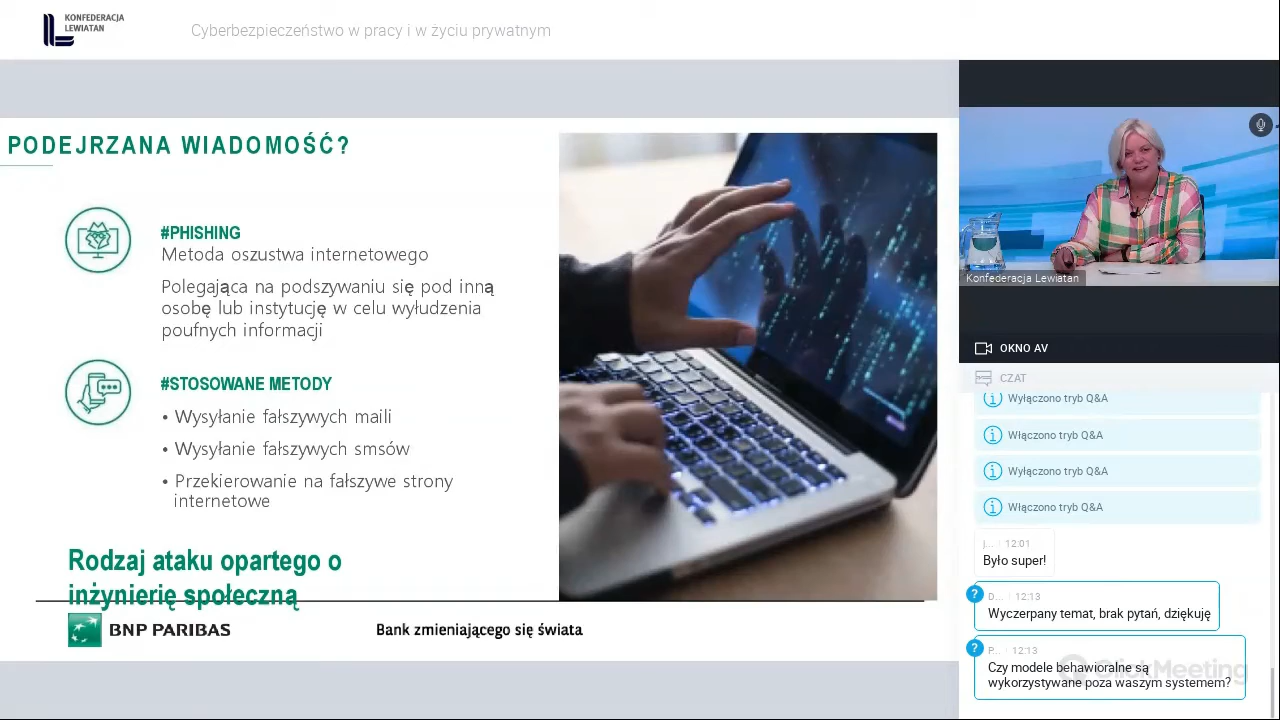 KONFEDERACJA
LEWIATAN
Cyberbezpieczeństwo w pracy i w życiu prywatnym
PODEJRZANA WIADOMOŚĆ?
#PHISHING
Metoda oszustwa internetowego
Polegająca na podszywaniu się pod inną
osobę lub instytucję w celu wyłudzenia
poufnych informacji
#STOSOWANE METODY
• Wysyłanie fałszywych maili
• Wysyłanie fałszywych smsów
• Przekierowanie na fałszywe strony
internetowe
Rodzaj ataku opartego o
inżynierię społeczną
BNP PARIBAS
Bank zmieniającego się świata
Konfederacja Lewiatan
OKNO AV
CZAT
Wyłączono tryb Q&A
Włączono tryb Q&A
Wyłączono tryb Q&A
Włączono tryb Q&A
j... 12:01
Było super!
? D... 12:13
Wyczerpany temat, brak pytań, dziękuję
? P... 12:13
Czy modele behawioralne są
wykorzystywane poza waszym systemem?
ClickMeeting